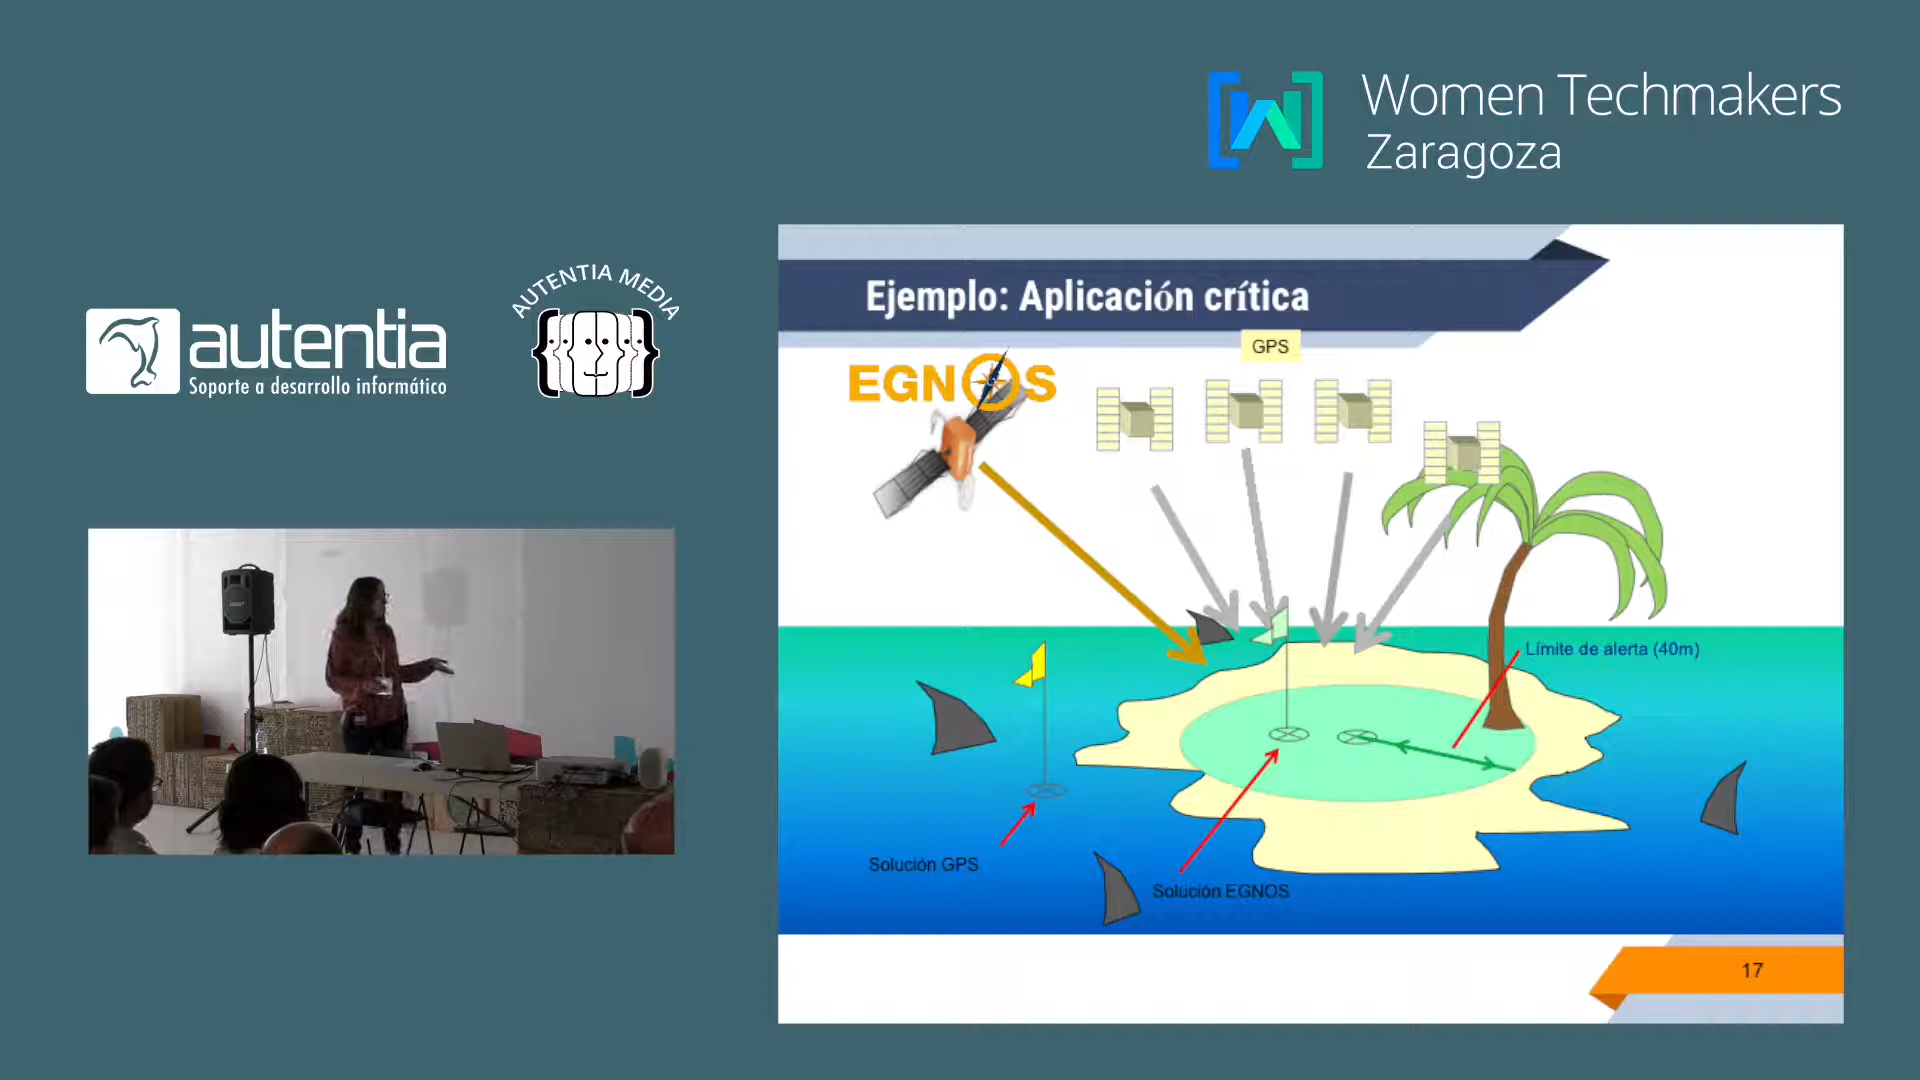 Women Techmakers
Zaragoza
AUTENTIA MEDIA
autentia
Soporte a desarrollo informático
Ejemplo: Aplicación crítica
GPS
EGNOS
Límite de alerta (40m)
Solución GPS
Solución EGNOS
17